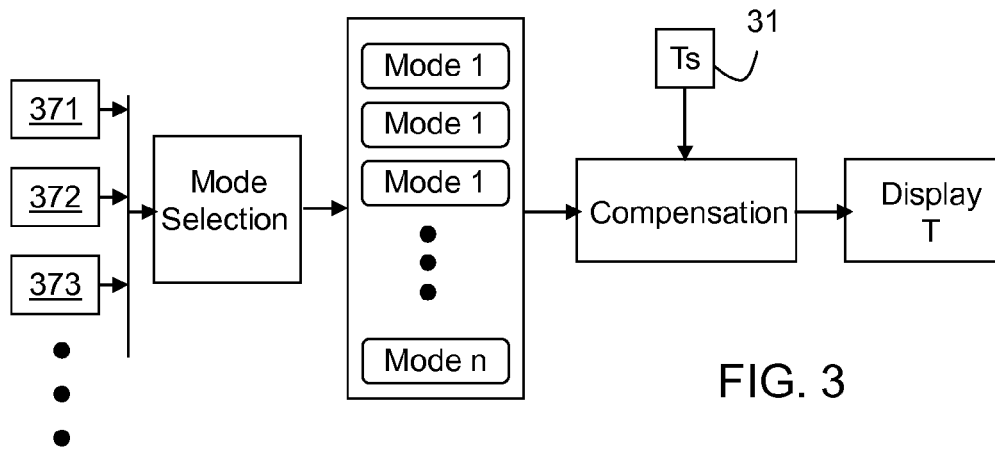 371
372
373
Mode
Selection
Mode 1
Mode 1
Mode 1
Mode n
31
Ts
Compensation
Display
T
FIG. 3